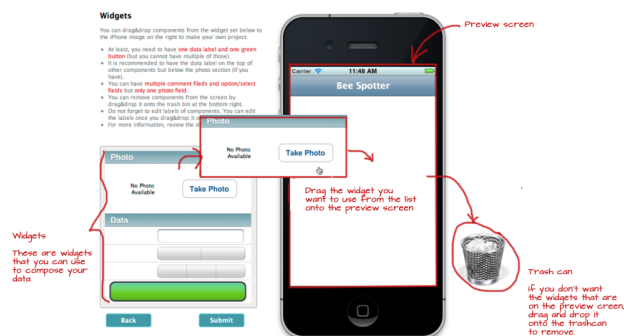 Widgets
You can drag&drop components from the widget set below to
the iPhone image on the right to make your own project.
At least, you need to have one data label and one green
button (but you cannot have multiple of those).
It is recommended to have the data label on the top of
other components but below the photo section (if you
have).
You can have multiple comment fileds and option/select
fields but only one photo field.
You can remove components from the screen by
drag&drop it onto the trash bin at the bottom right.
Do not forget to edit labels of components. You can edit
the labels once you drag&drop it
For more information, review the
Preview screen
Carrier 11:48 AM
Bee Spotter
Photo
No Photo
Available
Take Photo
Drag the widget you
want to use from the list
onto the preview screen
Photo
No Photo
Available
Take Photo
Data
Back
Submit
Widgets
These are widgets
that you can use
to compose your
data
Trash can
if you don't want
the widgets that are
on the preview creen,
drag and drop it
onto the trashcan
to remove.